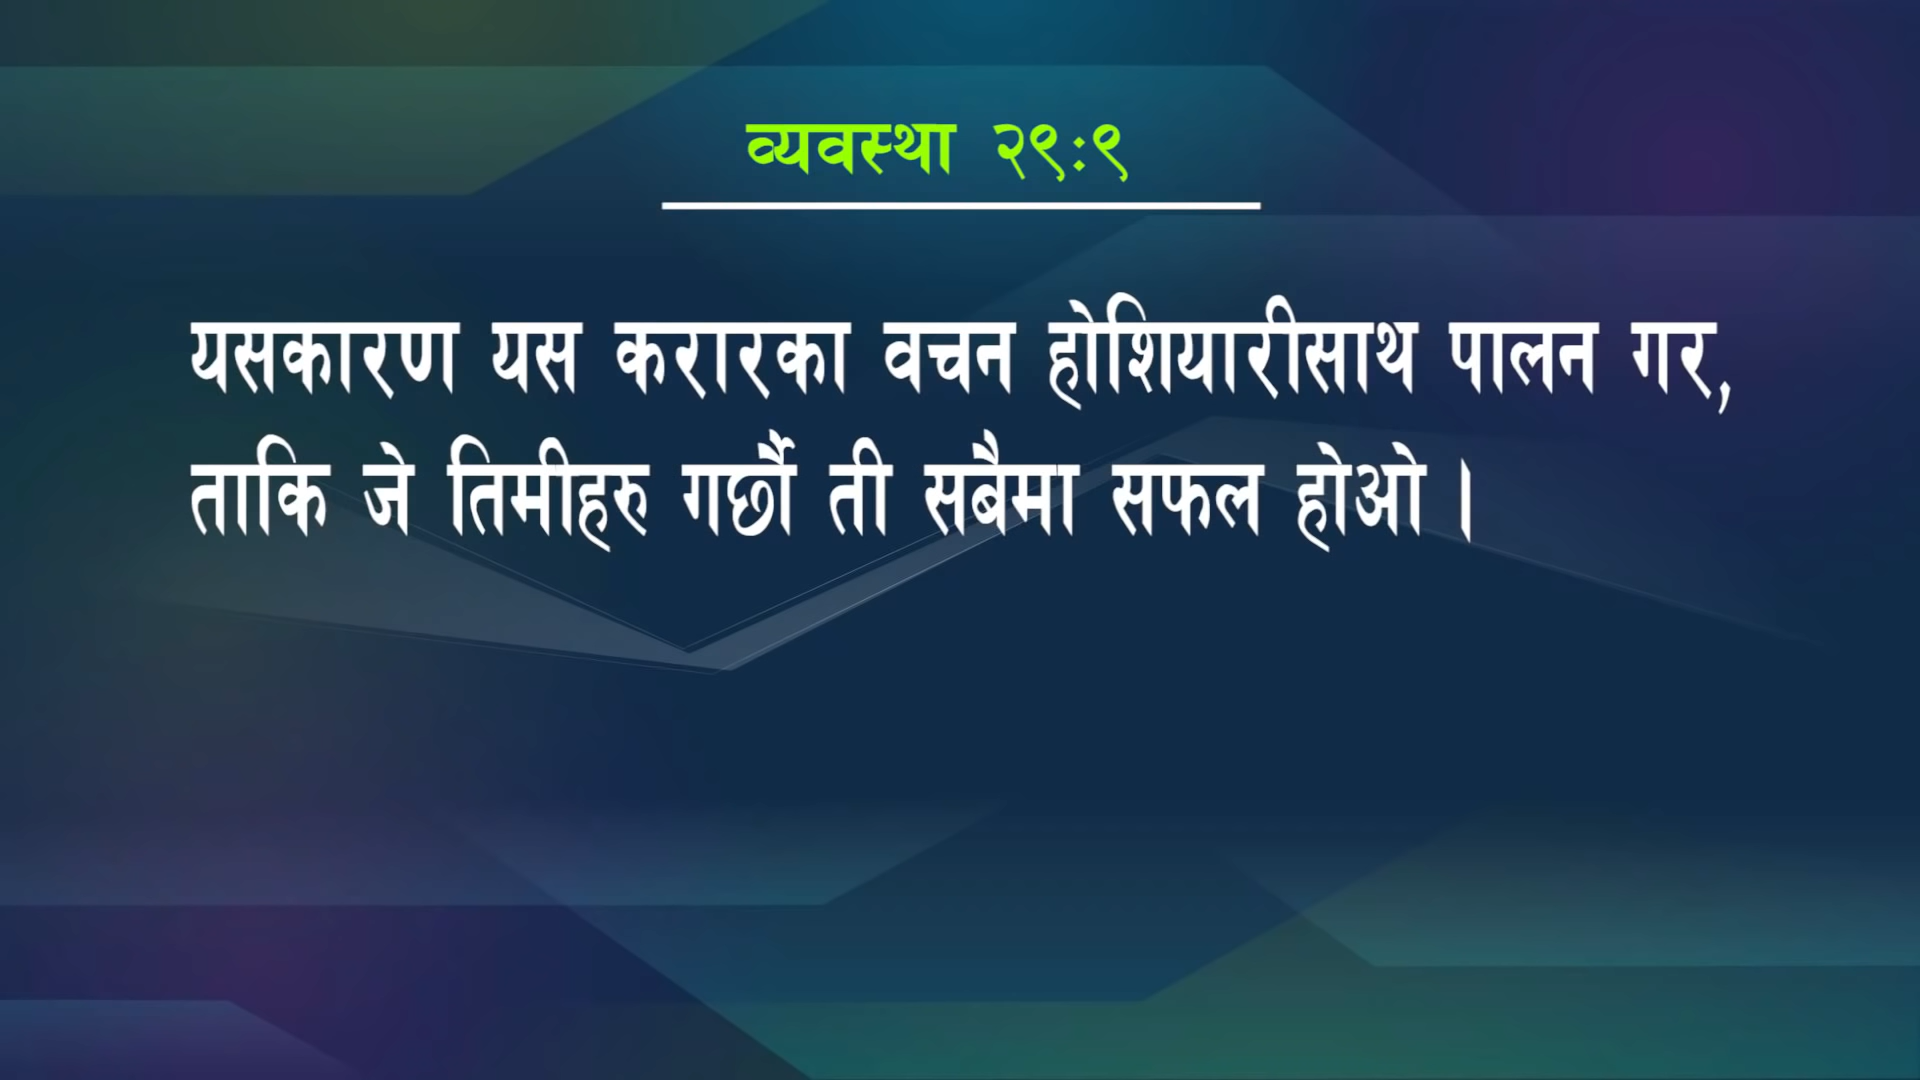 व्यवस्था २९:९
यसकारण यस करारका वचन होशियारीसाथ पालन गर,
ताकि जे तिमीहरु गर्छौ ती सबैमा सफल होओ ।